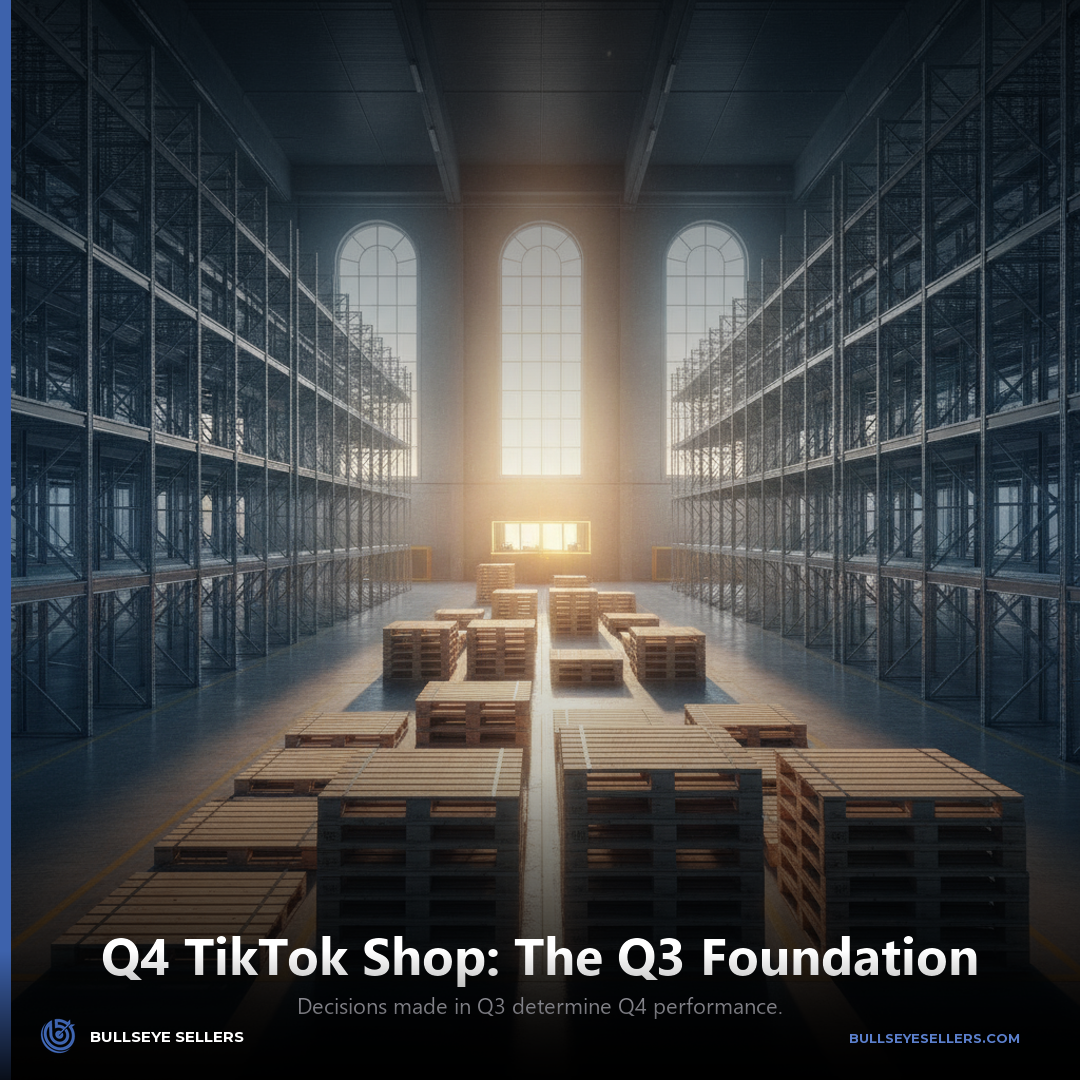 Q4 TikTok Shop: The Q3 Foundation
Decisions made in Q3 determine Q4 performance.
BULLSEYE SELLERS
BULLSEYESELLERS.COM